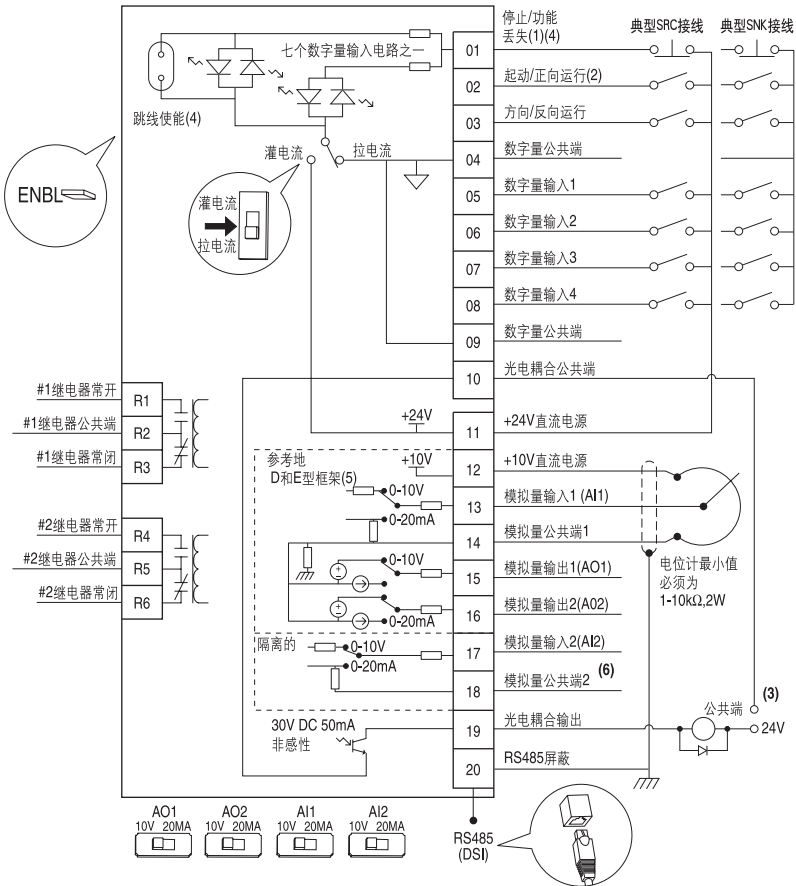 停止/功能
丢失(1)(4)
典型SRC接线
典型SNK接线
七个数字量输入电路之一
01
02
起动/正向运行(2)
跳线使能(4)
03
方向/反向运行
灌电流
拉电流
04
数字量公共端
ENBL
灌电流
拉电流
05
数字量输入1
06
数字量输入2
07
数字量输入3
08
数字量输入4
09
数字量公共端
10
光电耦合公共端
#1继电器常开
R1
#1继电器公共端
R2
#1继电器常闭
R3
+24V
11
+24V直流电源
参考地
D和E型框架(5)
+10V
12
+10V直流电源
0-10V
13
模拟量输入1 (AI1)
0-20mA
14
模拟量公共端1
#2继电器常开
R4
#2继电器公共端
R5
#2继电器常闭
R6
0-10V
15
模拟量输出1(AO1)
0-20mA
16
模拟量输出2(A02)
电位计最小值
必须为
1-10kΩ,2W
隔离的
0-10V
17
模拟量输入2(AI2)
0-20mA
18
模拟量公共端2
(6)
(3)
30V DC 50mA
非感性
19
光电耦合输出
公共端
24V
20
RS485屏蔽
AO1
10V 20MA
AO2
10V 20MA
AI1
10V 20MA
AI2
10V 20MA
RS485
(DSI)